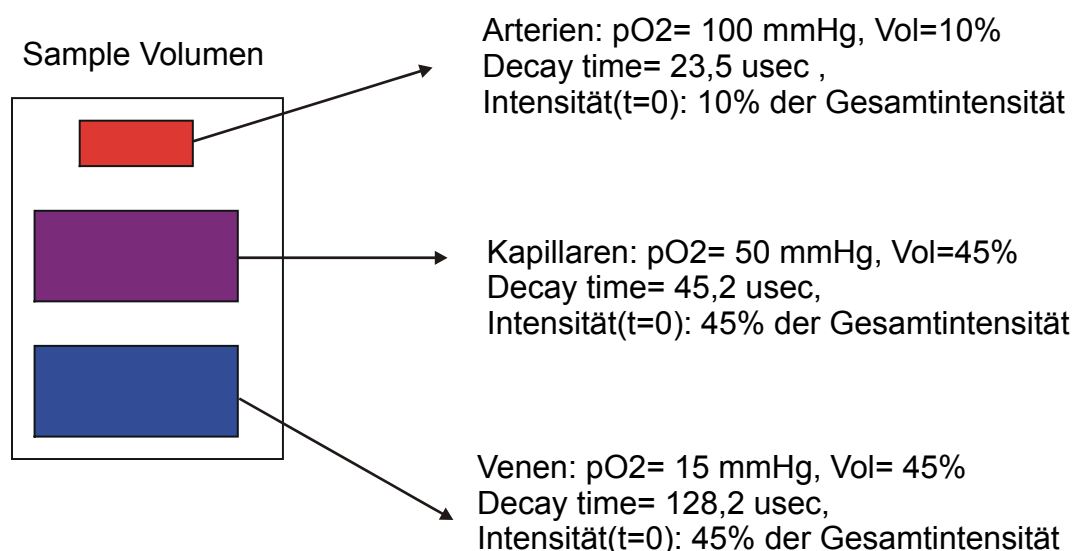 Sample Volumen
Arterien: pO2= 100 mmHg, Vol=10%
Decay time= 23,5 usec ,
Intensität(t=0): 10% der Gesamtintensität
Kapillaren: pO2= 50 mmHg, Vol=45%
Decay time= 45,2 usec,
Intensität(t=0): 45% der Gesamtintensität
Venen: pO2= 15 mmHg, Vol= 45%
Decay time= 128,2 usec,
Intensität(t=0): 45% der Gesamtintensität